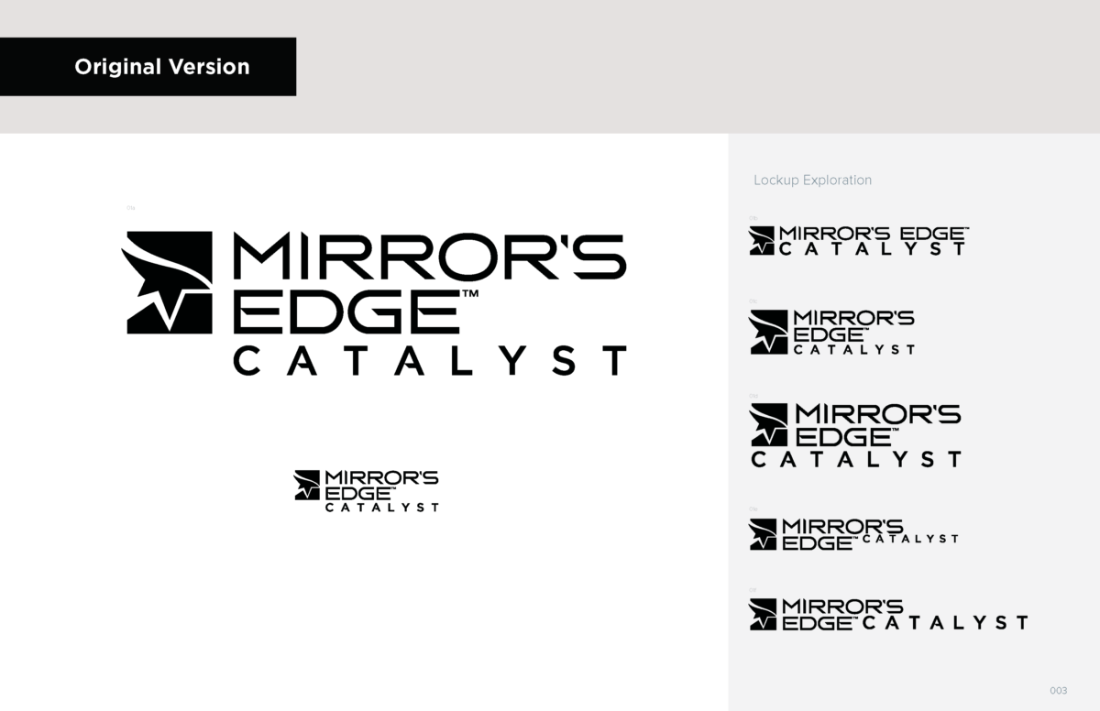 Original Version
MIRROR'S
EDGE™
CATALYST
MIRROR'S
EDGE™
CATALYST
Lockup Exploration
MIRROR'S EDGE™
CATALYST
MIRROR'S
EDGE™
CATALYST
MIRROR'S
EDGE™
CATALYST
MIRROR'S
EDGE™ CATALYST
MIRROR'S
EDGE™ CATALYST
003